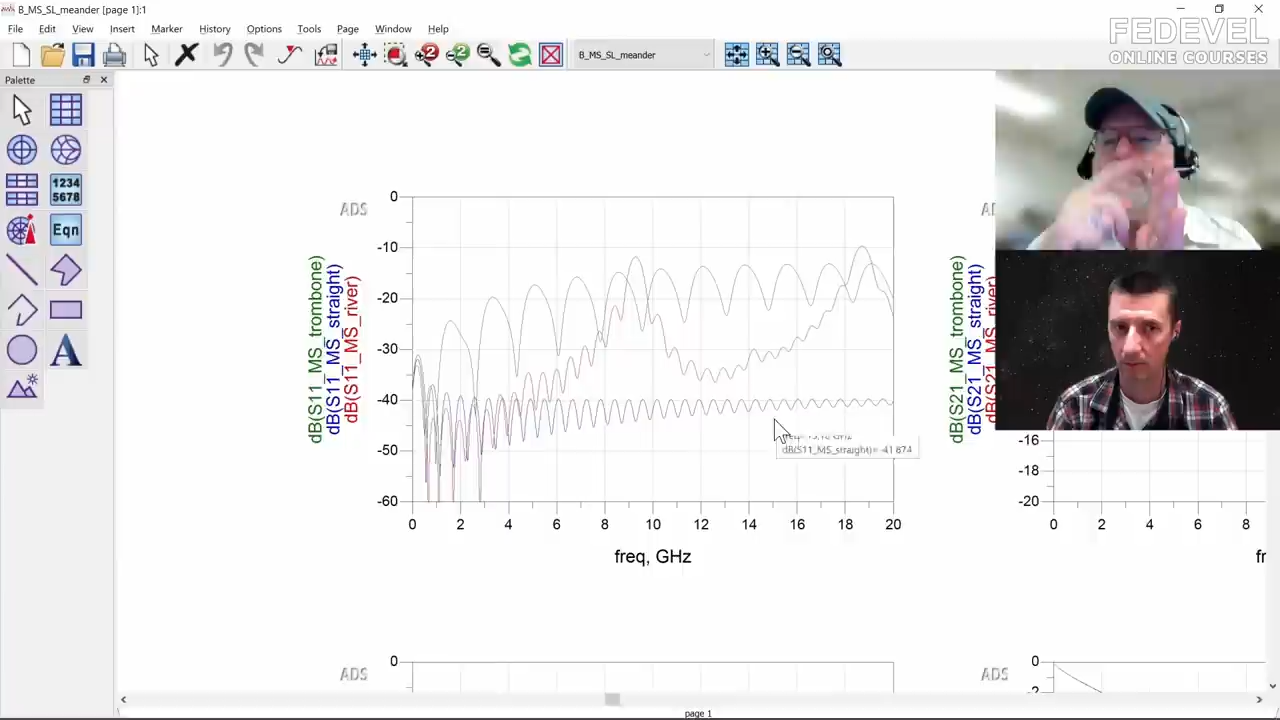 B_MS_SL_meander [page 1]:1
File Edit View Insert Marker History Options Tools Page Window Help
FEDEVEL
ONLINE COURSES
2 2
B_MS_SL_meander
Palette
1234
5678
Eqn
A
ADS
dB(S11_MS_trombone)
dB(S11_MS_straight)
dB(S11_MS_river)
0
-10
-20
-30
-40
-50
-60
0 2 4 6 8 10 12 14 16 18 20
freq, GHz
dB(S11_MS_straight)=-41.674
dB(S21_MS_trombone)
dB(S21_MS_straight)
-16
-18
-20
0 2 4 6 8
ADS
0
ADS
0
page 1